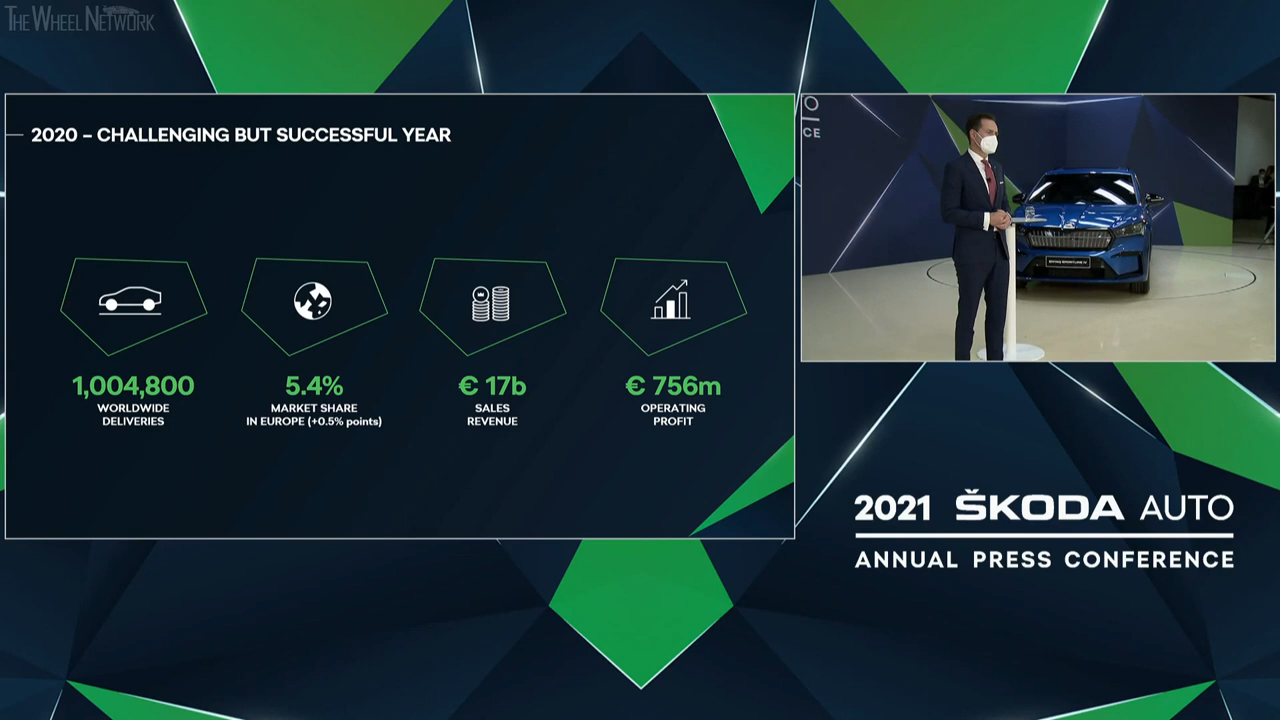 THE WHEEL NETWORK
2020 – CHALLENGING BUT SUCCESSFUL YEAR
1,004,800
WORLDWIDE
DELIVERIES
5.4%
MARKET SHARE
IN EUROPE (+0.5% points)
€ 17b
SALES
REVENUE
€ 756m
OPERATING
PROFIT
O
CE
2021 ŠKODA AUTO
ANNUAL PRESS CONFERENCE